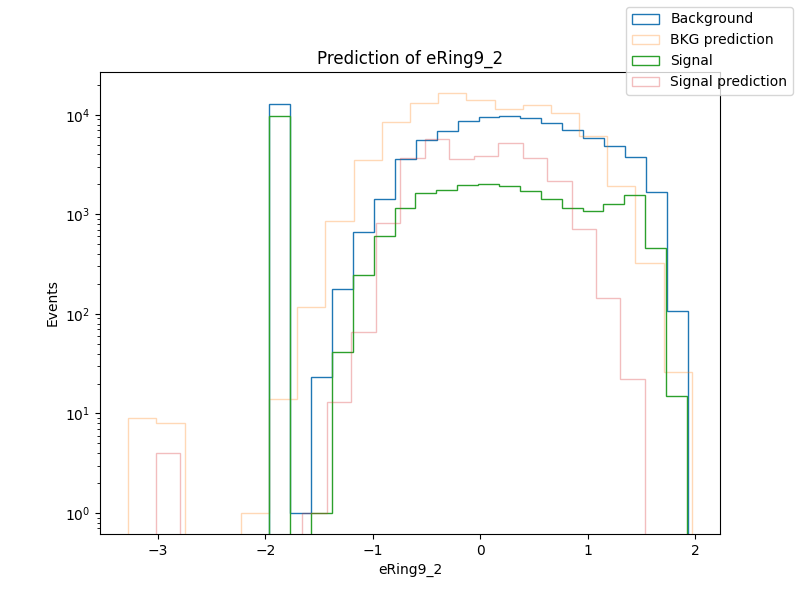 Prediction of eRing9_2
Background
BKG prediction
Signal
Signal prediction
Events
10⁴
10³
10²
10¹
10⁰
−3
−2
−1
0
1
2
eRing9_2